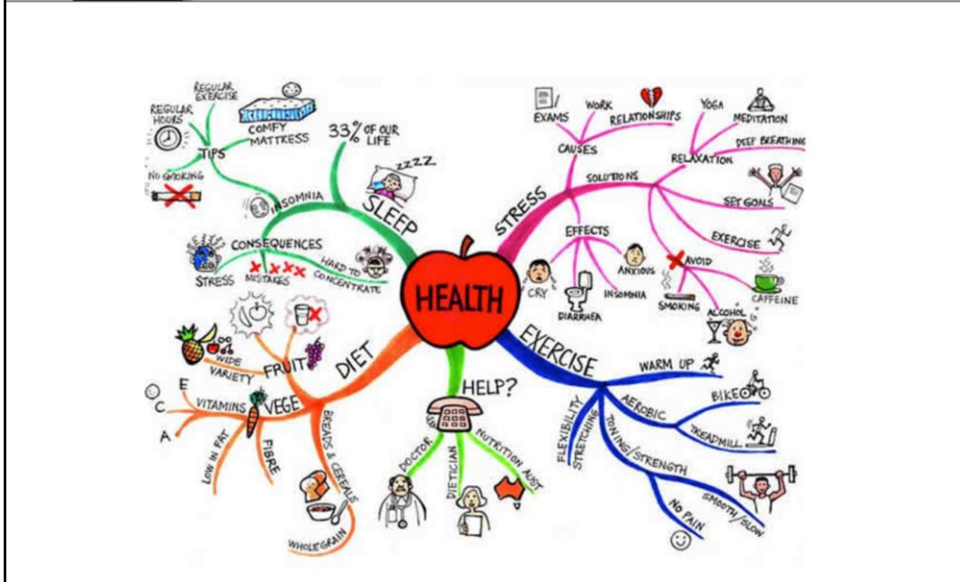 HEALTH
SLEEP
33% OF OUR
LIFE
ZZZZ
INSOMNIA
TIPS
REGULAR
EXERCISE
REGULAR
HOURS
COMFY
MATTRESS
NO SMOKING
CONSEQUENCES
STRESS
MISTAKES
HARD TO
CONCENTRATE
STRESS
CAUSES
EXAMS
WORK
RELATIONSHIPS
SOLUTIONS
RELAXATION
YOGA
MEDITATION
DEEP BREATHING
SET GOALS
EXERCISE
AVOID
SMOKING
ALCOHOL
CAFFEINE
EFFECTS
CRY
DIARRHEA
INSOMNIA
ANXIOUS
EXERCISE
WARM UP
AEROBIC
BIKE
TREADMILL
TONING/STRENGTH
SMOOTH/SLOW
NO PAIN
FLEXIBILITY
STRETCHING
HELP?
DOCTOR
DIETICIAN
NUTRITION AUST
DIET
FRUIT
WIDE
VARIETY
VEGE
VITAMINS
E
C
A
LOW IN FAT
FIBRE
BREADS & CEREALS
WHOLEGRAIN